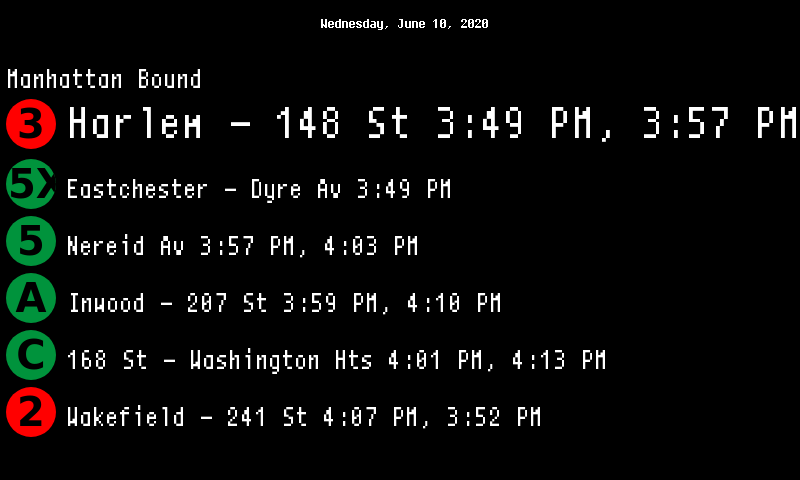 Wednesday, June 10, 2020
Manhattan Bound
3 Harlem - 148 St 3:49 PM, 3:57 PM
5X Eastchester - Dyre Av 3:49 PM
5 Nereid Av 3:57 PM, 4:03 PM
A Inwood - 207 St 3:59 PM, 4:10 PM
C 168 St - Washington Hts 4:01 PM, 4:13 PM
2 Wakefield - 241 St 4:07 PM, 3:52 PM